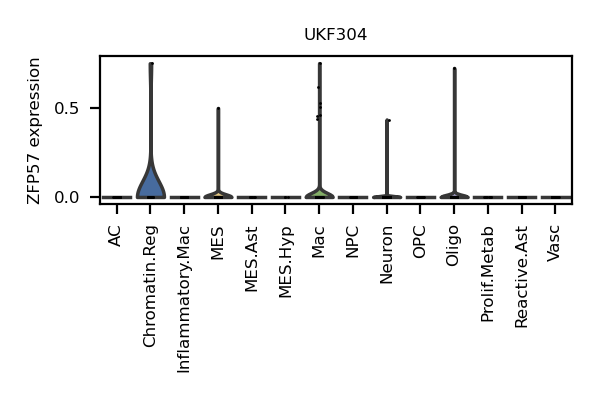 UKF304
ZFP57 expression
0.5
0.0
AC
Chromatin.Reg
Inflammatory.Mac
MES
MES.Ast
MES.Hyp
Mac
NPC
Neuron
OPC
Oligo
Prolif.Metab
Reactive.Ast
Vasc